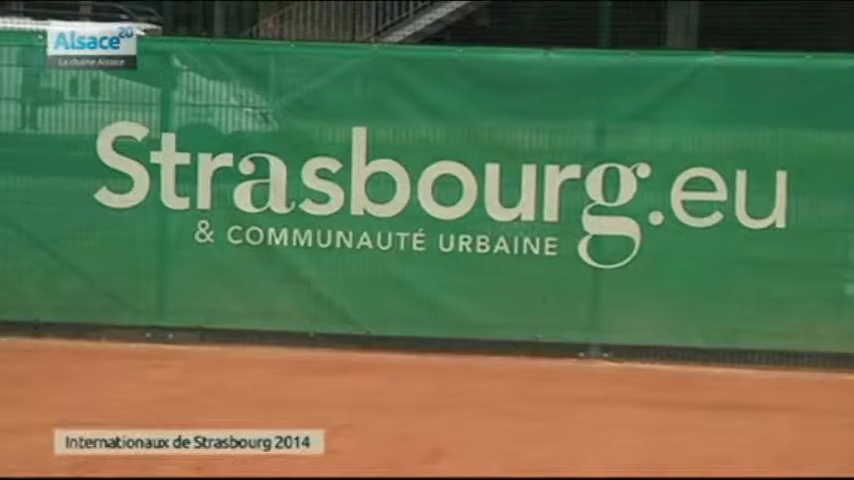 Alsace20
La chaîne Alsace
Strasbourg.eu
& COMMUNAUTÉ URBAINE
Internationaux de Strasbourg 2014